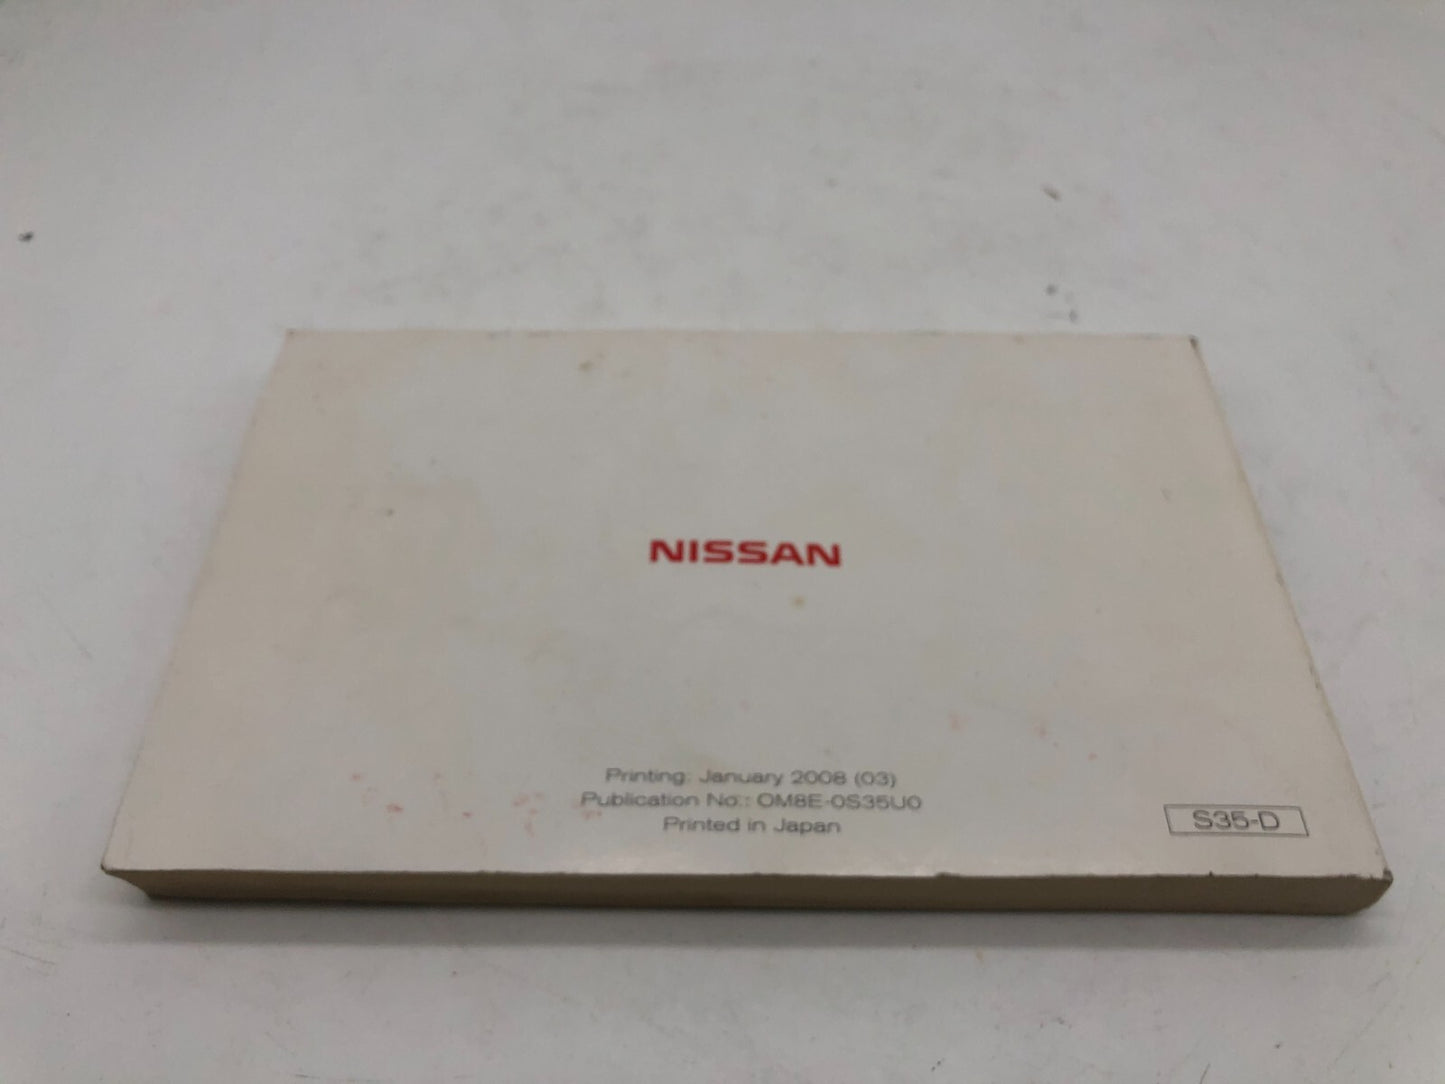 NISSAN
Printing: January 2008 (03)
Publication No.: OM8E-0S35U0
Printed in Japan
S35-D